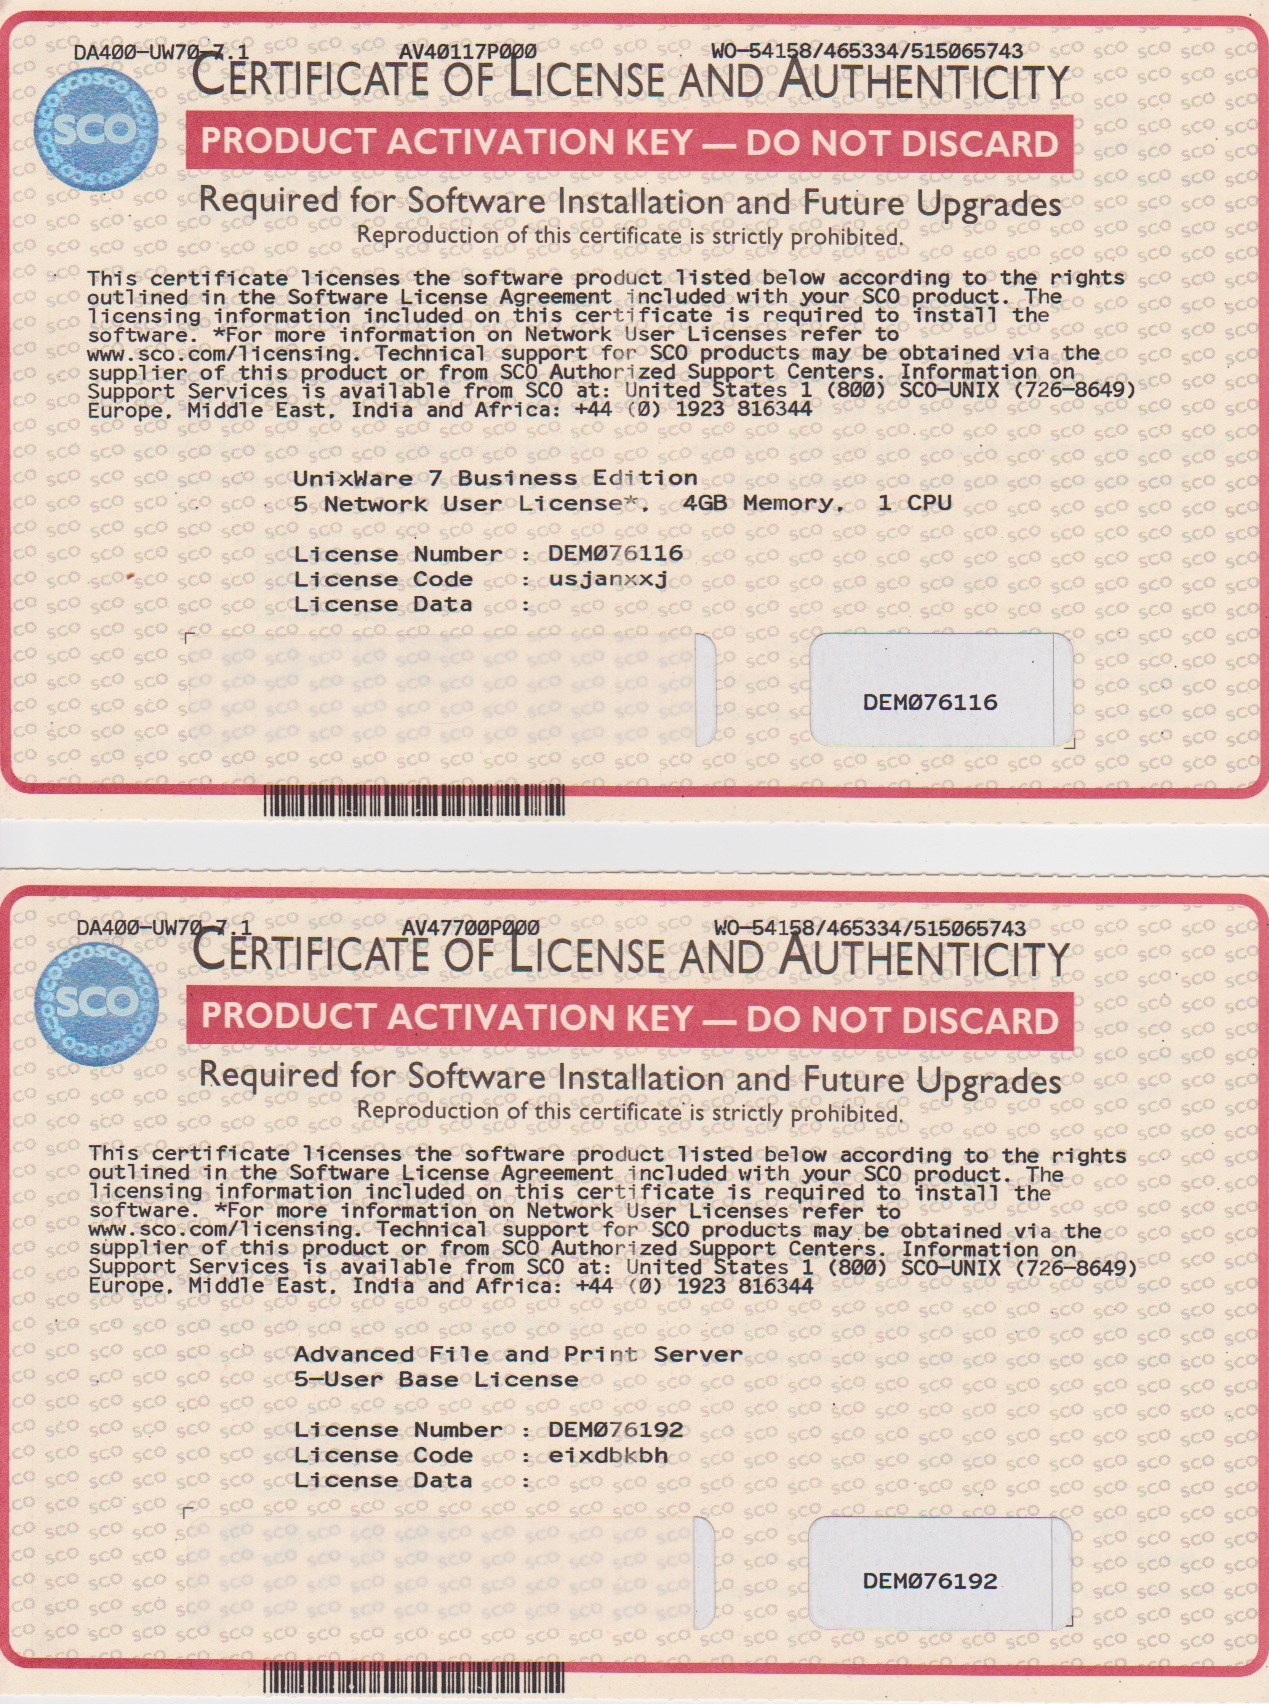 DA400-UW70-7.1 AV40117P000 WO-54158/465334/515065743
CERTIFICATE OF LICENSE AND AUTHENTICITY
SCO
PRODUCT ACTIVATION KEY — DO NOT DISCARD
Required for Software Installation and Future Upgrades
Reproduction of this certificate is strictly prohibited.
This certificate licenses the software product listed below according to the rights
outlined in the Software License Agreement included with your SCO product. The
licensing information included on this certificate is required to install the
software. *For more information on Network User Licenses refer to
www.sco.com/licensing. Technical support for SCO products may be obtained via the
supplier of this product or from SCO Authorized Support Centers. Information on
Support Services is available from SCO at: United States 1 (800) SCO-UNIX (726-8649)
Europe, Middle East, India and Africa: +44 (0) 1923 816344
UnixWare 7 Business Edition
5 Network User License*, 4GB Memory, 1 CPU
License Number : DEM076116
License Code : usjanxxj
License Data :
DEM076116
DA400-UW70-7.1 AV47700P000 WO-54158/465334/515065743
CERTIFICATE OF LICENSE AND AUTHENTICITY
SCO
PRODUCT ACTIVATION KEY — DO NOT DISCARD
Required for Software Installation and Future Upgrades
Reproduction of this certificate is strictly prohibited.
This certificate licenses the software product listed below according to the rights
outlined in the Software License Agreement included with your SCO product. The
licensing information included on this certificate is required to install the
software. *For more information on Network User Licenses refer to
www.sco.com/licensing. Technical support for SCO products may be obtained via the
supplier of this product or from SCO Authorized Support Centers. Information on
Support Services is available from SCO at: United States 1 (800) SCO-UNIX (726-8649)
Europe, Middle East, India and Africa: +44 (0) 1923 816344
Advanced File and Print Server
5-User Base License
License Number : DEM076192
License Code : eixdbkbh
License Data :
DEM076192